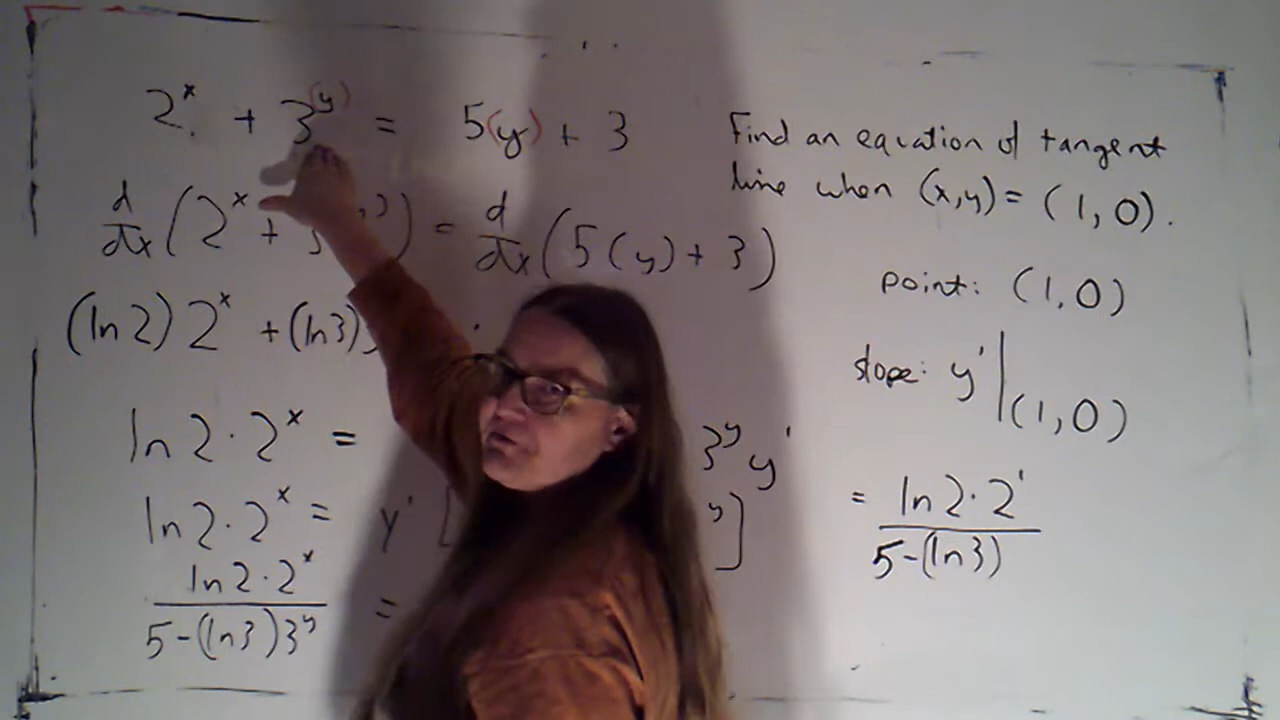 2^x + 3^(y) = 5(y) + 3
d/dx (2^x + 3 ) = d/dx (5(y) + 3)
(ln 2) 2^x + (ln 3)
ln 2 · 2^x = 3^y y'
ln 2 · 2^x = y' [ y]
ln 2 · 2^x / 5 - (ln 3) 3^y =
Find an equation of tangent
line when (x,y) = (1, 0).
point: (1, 0)
slope: y' |(1, 0)
= ln 2 · 2^1 / 5 - (ln 3)